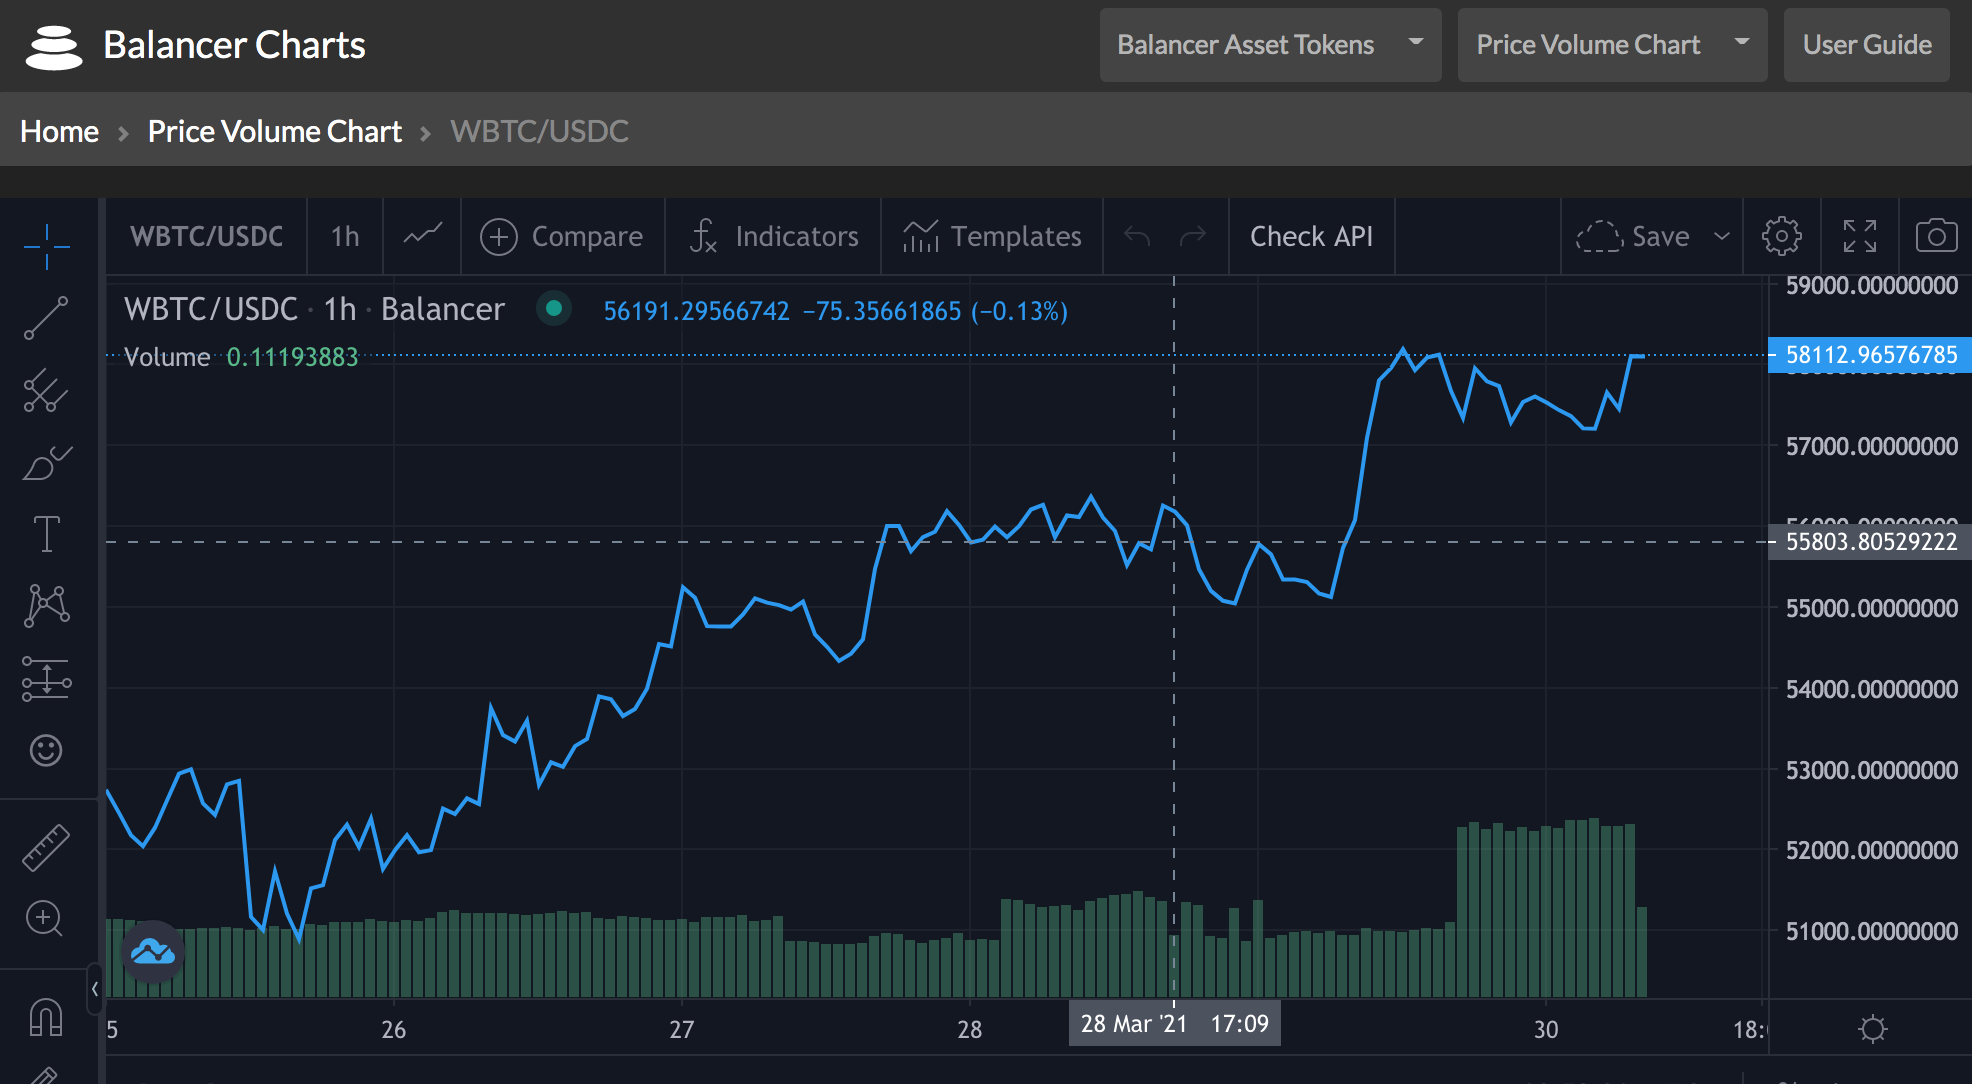 Balancer Charts
Balancer Asset Tokens
Price Volume Chart
User Guide
Home › Price Volume Chart › WBTC/USDC
WBTC/USDC
1h
Compare
Indicators
Templates
Check API
Save
WBTC/USDC · 1h · Balancer
56191.29566742 −75.35661865 (−0.13%)
Volume 0.11193883
59000.00000000
58112.96576785
57000.00000000
56000.00000000
55803.80529222
55000.00000000
54000.00000000
53000.00000000
52000.00000000
51000.00000000
5
26
27
28
28 Mar '21 17:09
30
18: